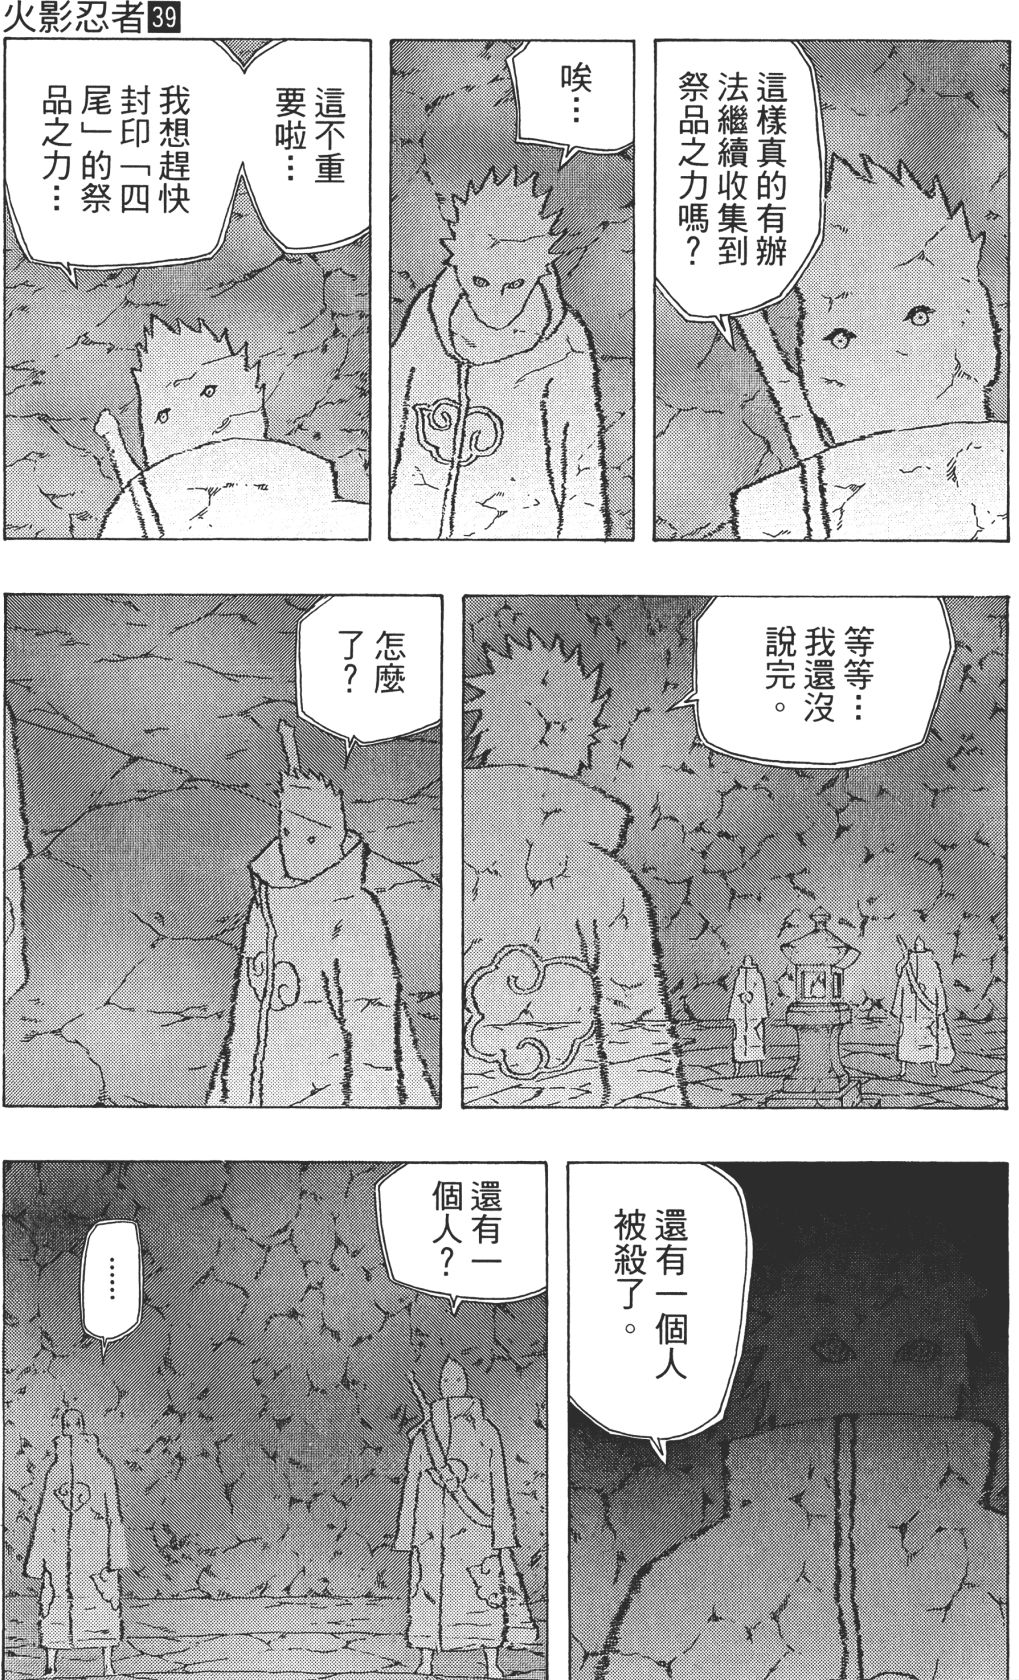 火影忍者39
這樣真的有辦
法繼續收集到
祭品之力嗎？
唉⋯
這不重
要啦⋯
我想趕快
封印「四
尾」的祭
品之力⋯
等等⋯
我還沒
說完。
怎麼
了？
還有一個人
被殺了。
還有一
個人？
⋯⋯